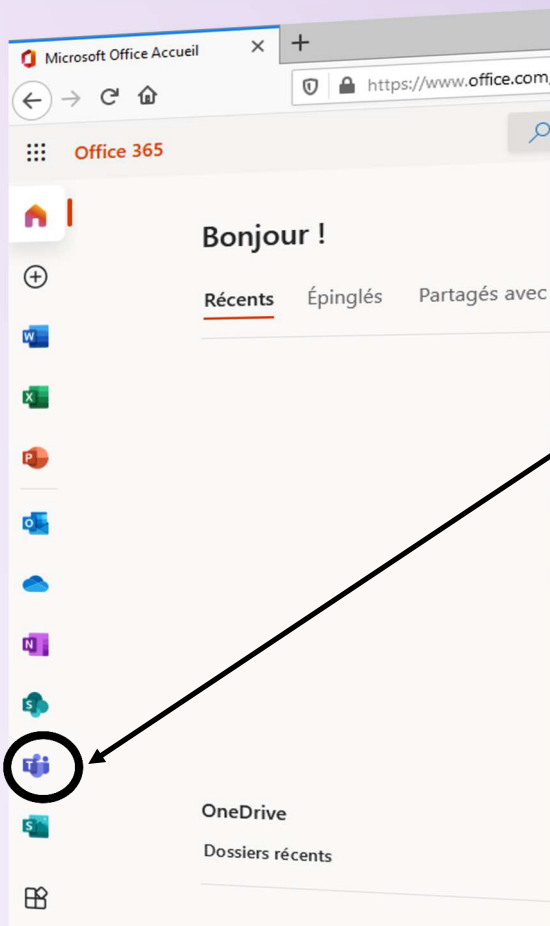 Microsoft Office Accueil
https://www.office.com
Office 365
Bonjour !
Récents Épinglés Partagés avec
W
X
P
O
N
S
T
S
OneDrive
Dossiers récents